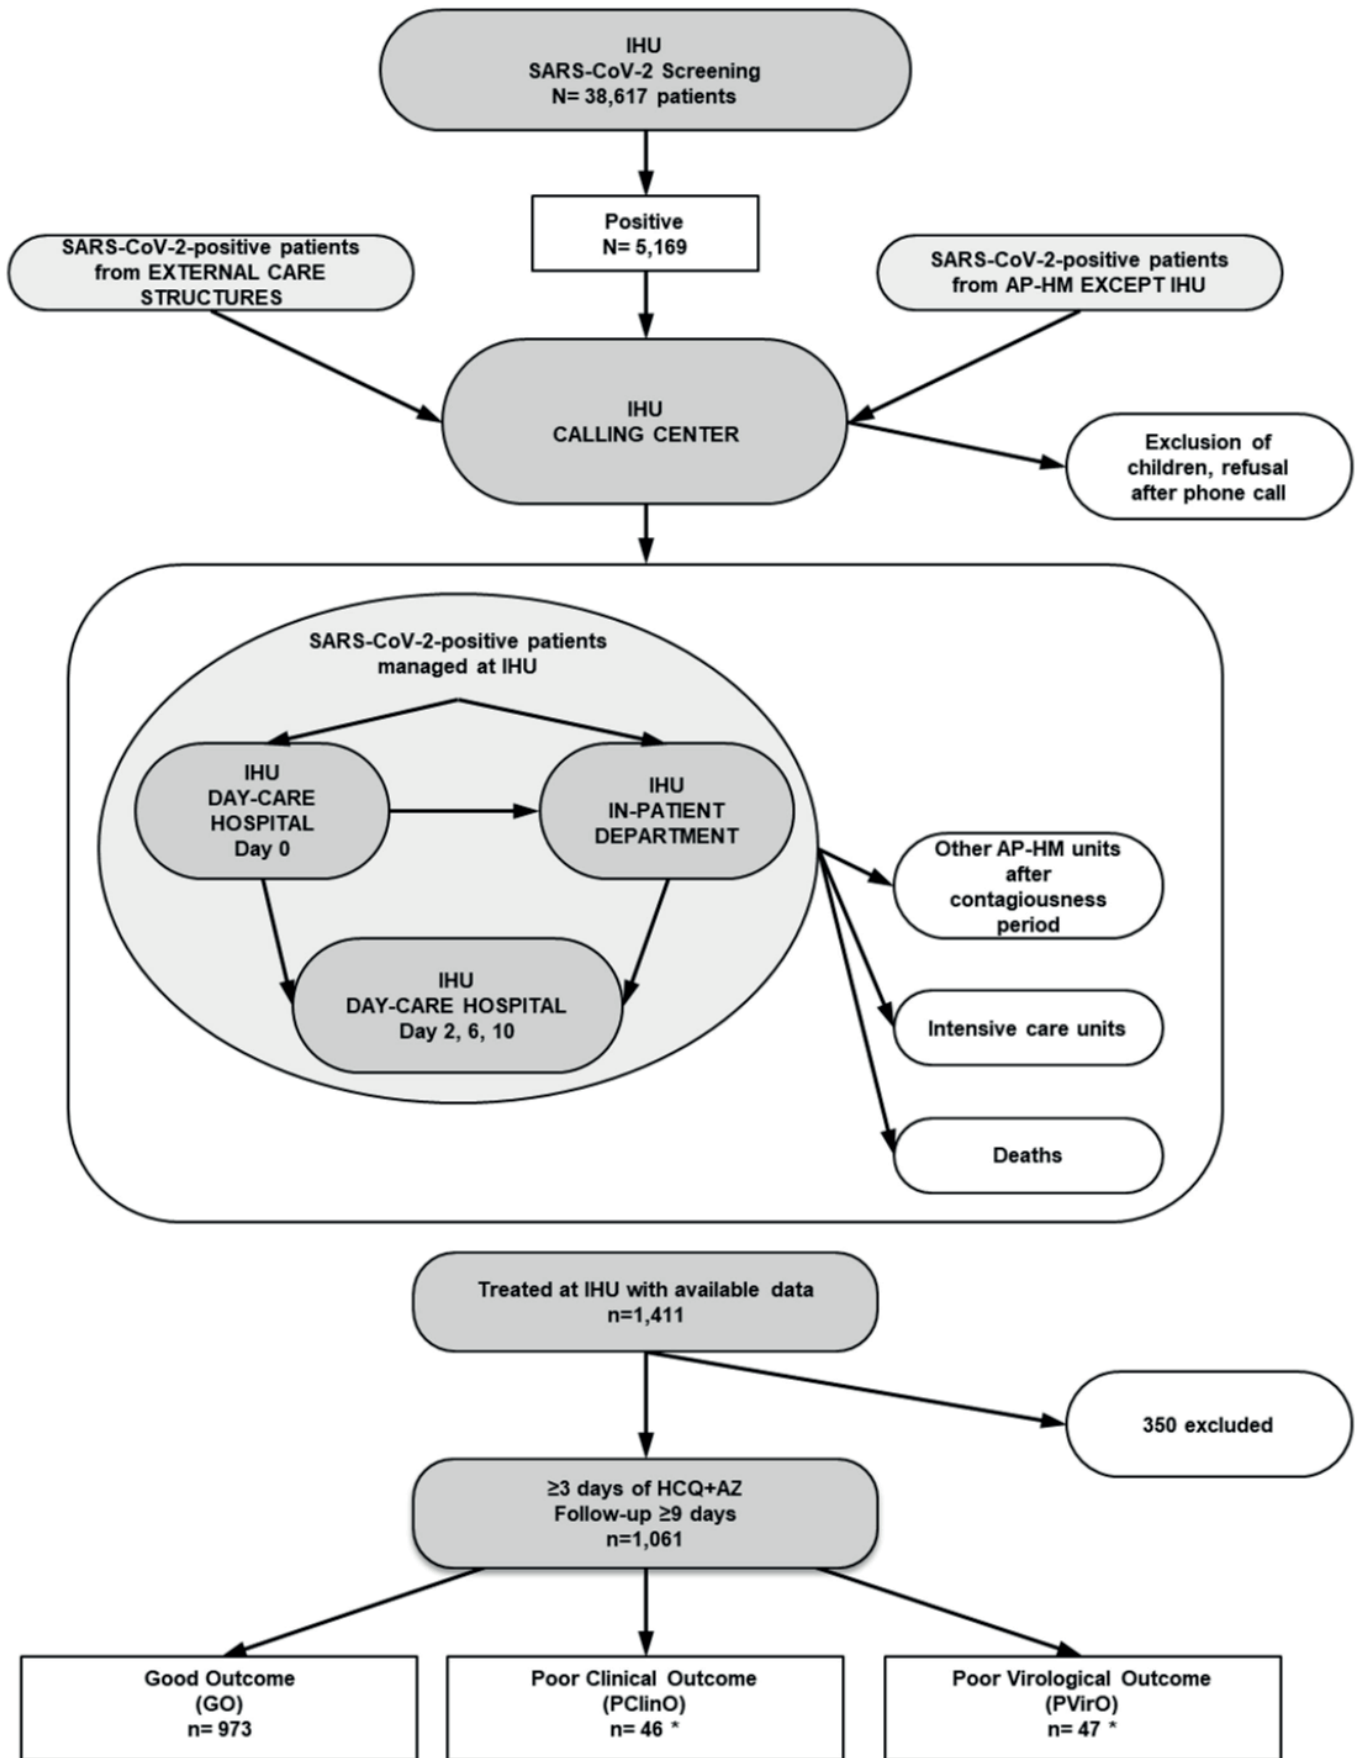 IHU
SARS-CoV-2 Screening
N= 38,617 patients
Positive
N= 5,169
SARS-CoV-2-positive patients
from EXTERNAL CARE
STRUCTURES
SARS-CoV-2-positive patients
from AP-HM EXCEPT IHU
IHU
CALLING CENTER
Exclusion of
children, refusal
after phone call
SARS-CoV-2-positive patients
managed at IHU
IHU
DAY-CARE
HOSPITAL
Day 0
IHU
IN-PATIENT
DEPARTMENT
Other AP-HM units
after
contagiousness
period
IHU
DAY-CARE HOSPITAL
Day 2, 6, 10
Intensive care units
Deaths
Treated at IHU with available data
n=1,411
350 excluded
≥3 days of HCQ+AZ
Follow-up ≥9 days
n=1,061
Good Outcome
(GO)
n= 973
Poor Clinical Outcome
(PClinO)
n= 46 *
Poor Virological Outcome
(PVirO)
n= 47 *